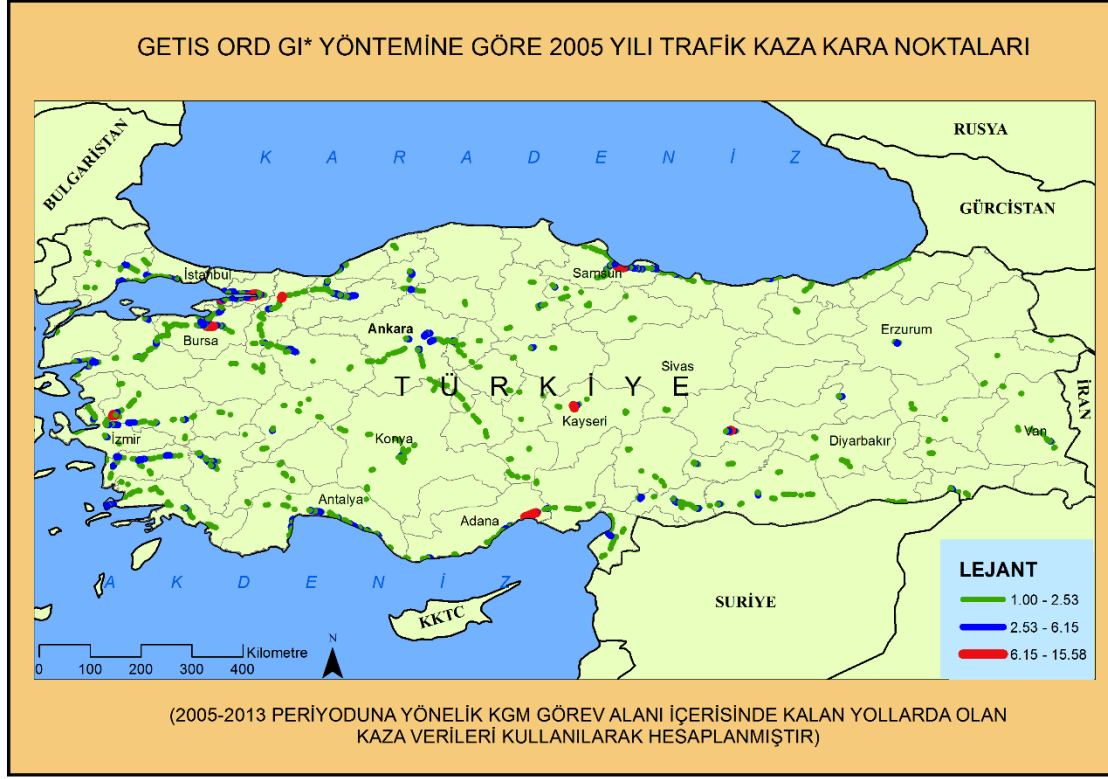 GETIS ORD GI* YÖNTEMİNE GÖRE 2005 YILI TRAFİK KAZA KARA NOKTALARI
BULGARİSTAN
K A R A D E N İ Z
RUSYA
GÜRCİSTAN
İstanbul
Samsun
Bursa
Ankara
Erzurum
Sivas
T Ü R K İ Y E
İRAN
Kayseri
İzmir
Konya
Diyarbakır
Van
Antalya
Adana
A K D E N İ Z
KKTC
SURİYE
LEJANT
1.00 - 2.53
2.53 - 6.15
6.15 - 15.58
N
Kilometre
0 100 200 300 400
(2005-2013 PERİYODUNA YÖNELİK KGM GÖREV ALANI İÇERİSİNDE KALAN YOLLARDA OLAN
KAZA VERİLERİ KULLANILARAK HESAPLANMIŞTIR)